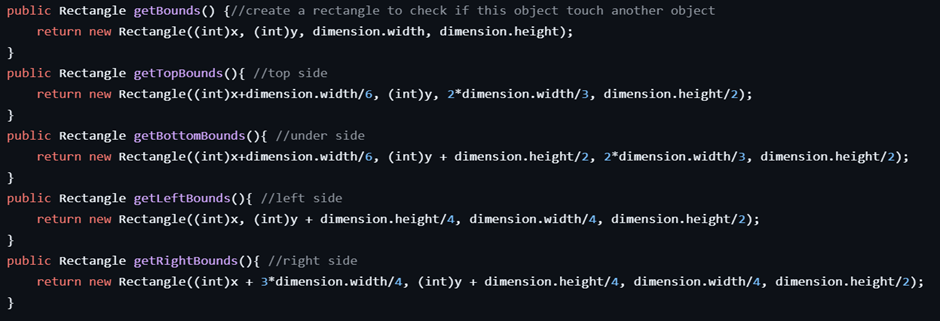 public Rectangle getBounds() {//create a rectangle to check if this object touch another object
    return new Rectangle((int)x, (int)y, dimension.width, dimension.height);
}
public Rectangle getTopBounds(){ //top side
    return new Rectangle((int)x+dimension.width/6, (int)y, 2*dimension.width/3, dimension.height/2);
}
public Rectangle getBottomBounds(){ //under side
    return new Rectangle((int)x+dimension.width/6, (int)y + dimension.height/2, 2*dimension.width/3, dimension.height/2);
}
public Rectangle getLeftBounds(){ //left side
    return new Rectangle((int)x, (int)y + dimension.height/4, dimension.width/4, dimension.height/2);
}
public Rectangle getRightBounds(){ //right side
    return new Rectangle((int)x + 3*dimension.width/4, (int)y + dimension.height/4, dimension.width/4, dimension.height/2);
}